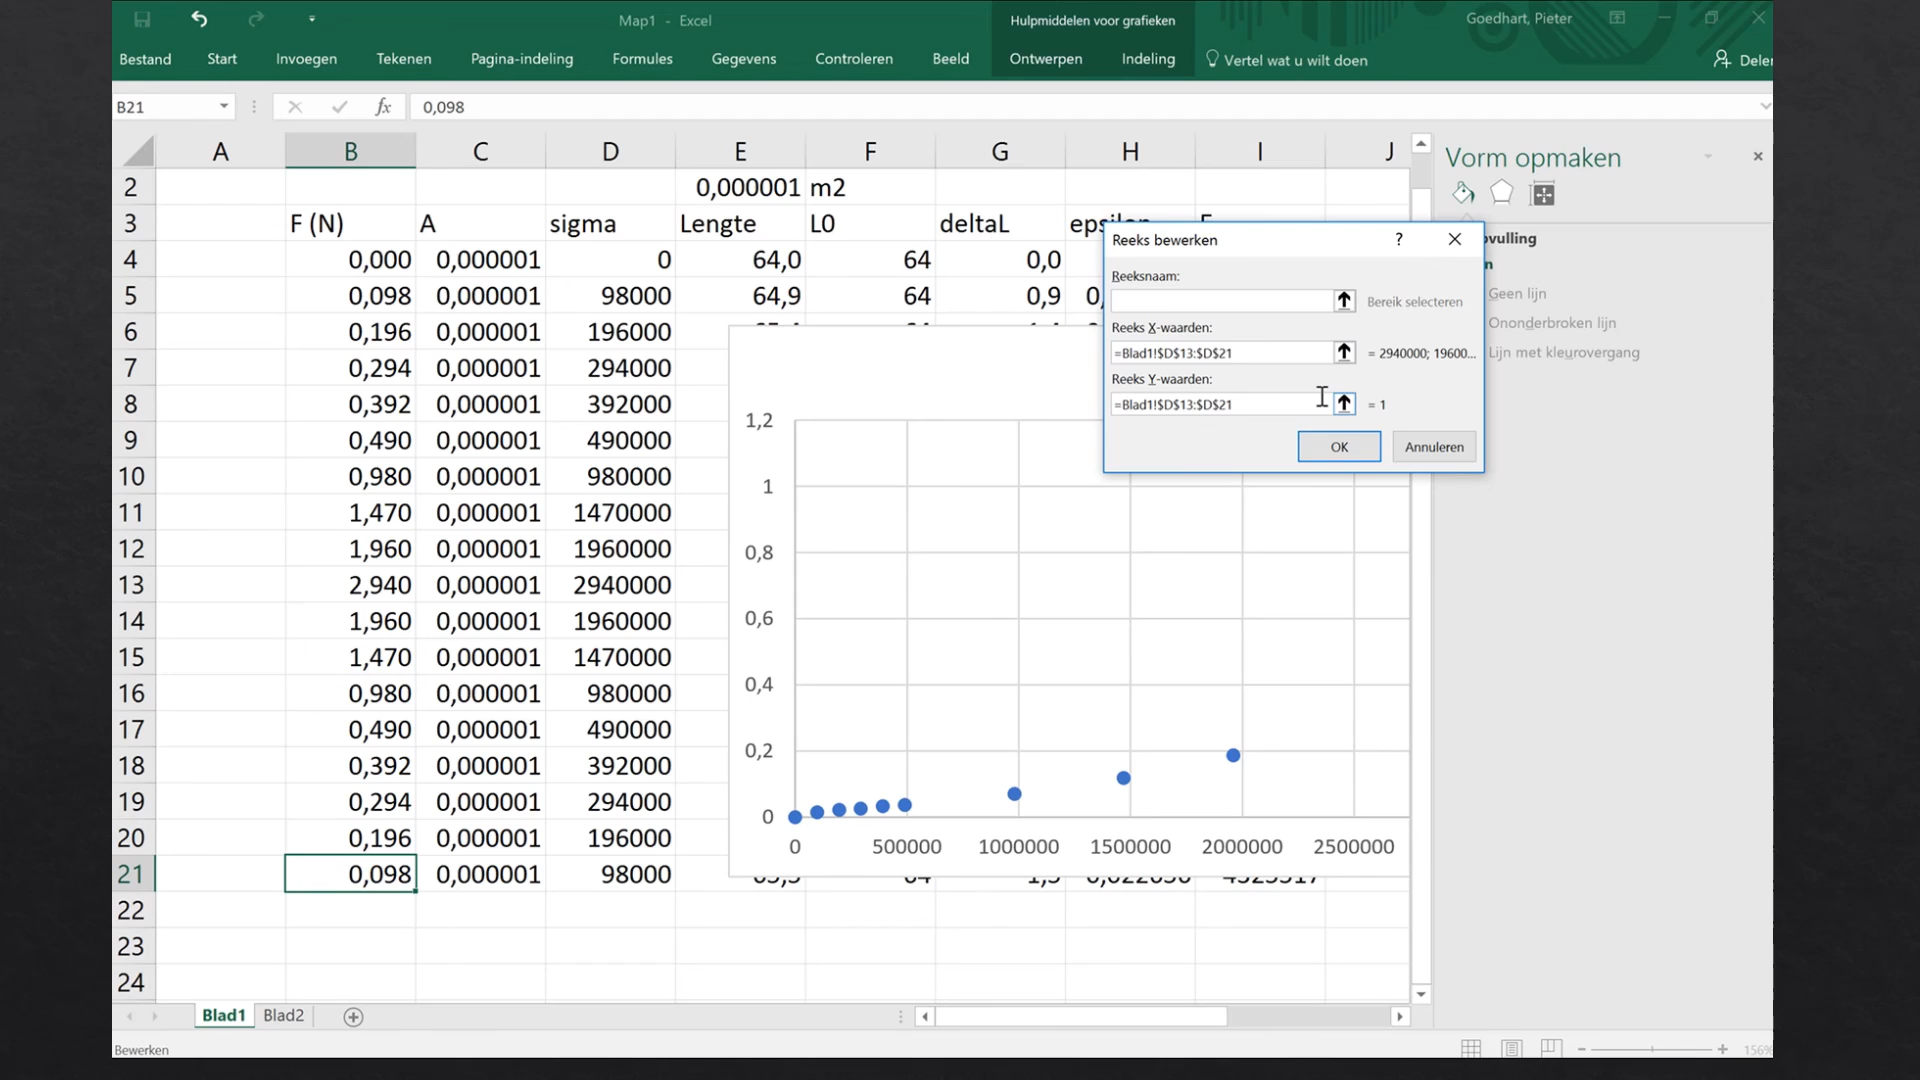 Map1 - Excel
Hulpmiddelen voor grafieken
Goedhart, Pieter
Bestand Start Invoegen Tekenen Pagina-indeling Formules Gegevens Controleren Beeld Ontwerpen Indeling Vertel wat u wilt doen Delen
B21 fx 0,098
A B C D E F G H I J
2 0,000001 m2
3 F (N) A sigma Lengte L0 deltaL
4 0,000 0,000001 0 64,0 64 0,0
5 0,098 0,000001 98000 64,9 64 0,9 0,
6 0,196 0,000001 196000
7 0,294 0,000001 294000
8 0,392 0,000001 392000
9 0,490 0,000001 490000
10 0,980 0,000001 980000
11 1,470 0,000001 1470000
12 1,960 0,000001 1960000
13 2,940 0,000001 2940000
14 1,960 0,000001 1960000
15 1,470 0,000001 1470000
16 0,980 0,000001 980000
17 0,490 0,000001 490000
18 0,392 0,000001 392000
19 0,294 0,000001 294000
20 0,196 0,000001 196000
21 0,098 0,000001 98000
22
23
24
1,2
1
0,8
0,6
0,4
0,2
0
0 500000 1000000 1500000 2000000 2500000
Reeks bewerken ?
Reeksnaam:
Bereik selecteren
Reeks X-waarden:
=Blad1!$D$13:$D$21 = 2940000; 19600...
Reeks Y-waarden:
=Blad1!$D$13:$D$21 = 1
OK Annuleren
Vorm opmaken
vulling
n
Geen lijn
Ononderbroken lijn
Lijn met kleurovergang
Blad1 Blad2
Bewerken
156%